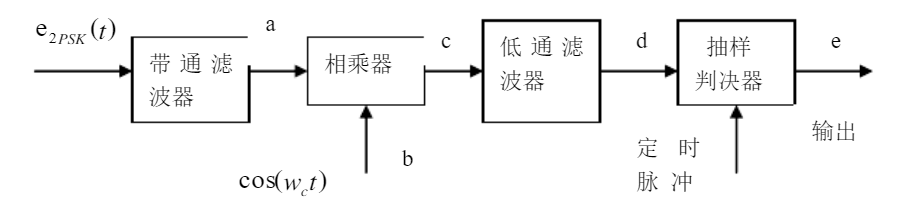 e2PSK(t)
a
带通滤
波器
相乘器
c
低通滤
波器
d
抽样
判决器
e
输出
b
cos(wct)
定时
脉冲